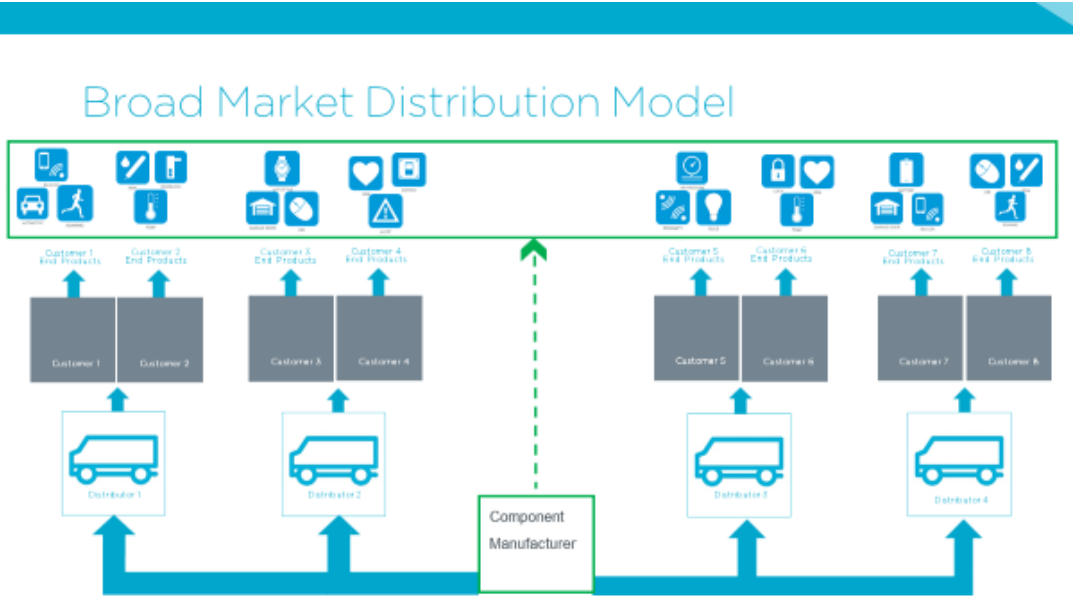 Broad Market Distribution Model
Customer 1
End Products
Customer 2
End Products
Customer 3
End Products
Customer 4
End Products
Customer 5
End Products
Customer 6
End Products
Customer 7
End Products
Customer 8
End Products
Customer 1
Customer 2
Customer 3
Customer 4
Customer 5
Customer 6
Customer 7
Customer 8
Distributor 1
Distributor 2
Distributor 3
Distributor 4
Component
Manufacturer